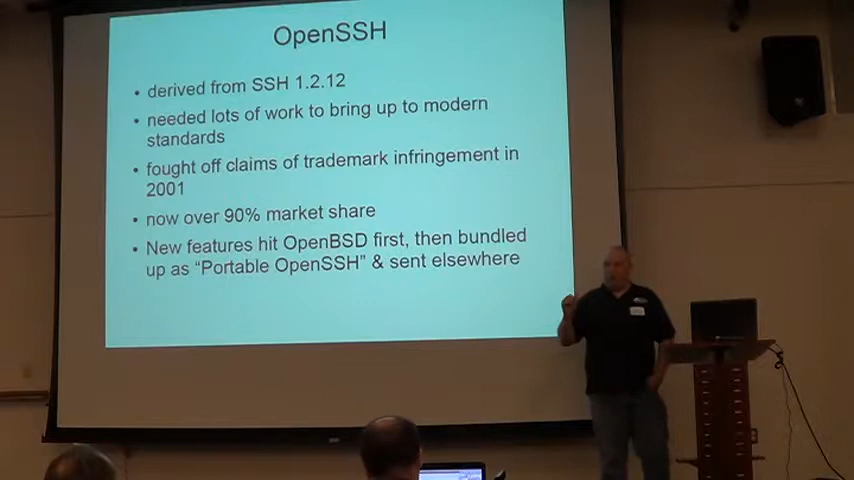 OpenSSH
• derived from SSH 1.2.12
• needed lots of work to bring up to modern
standards
• fought off claims of trademark infringement in
2001
• now over 90% market share
• New features hit OpenBSD first, then bundled
up as “Portable OpenSSH” & sent elsewhere